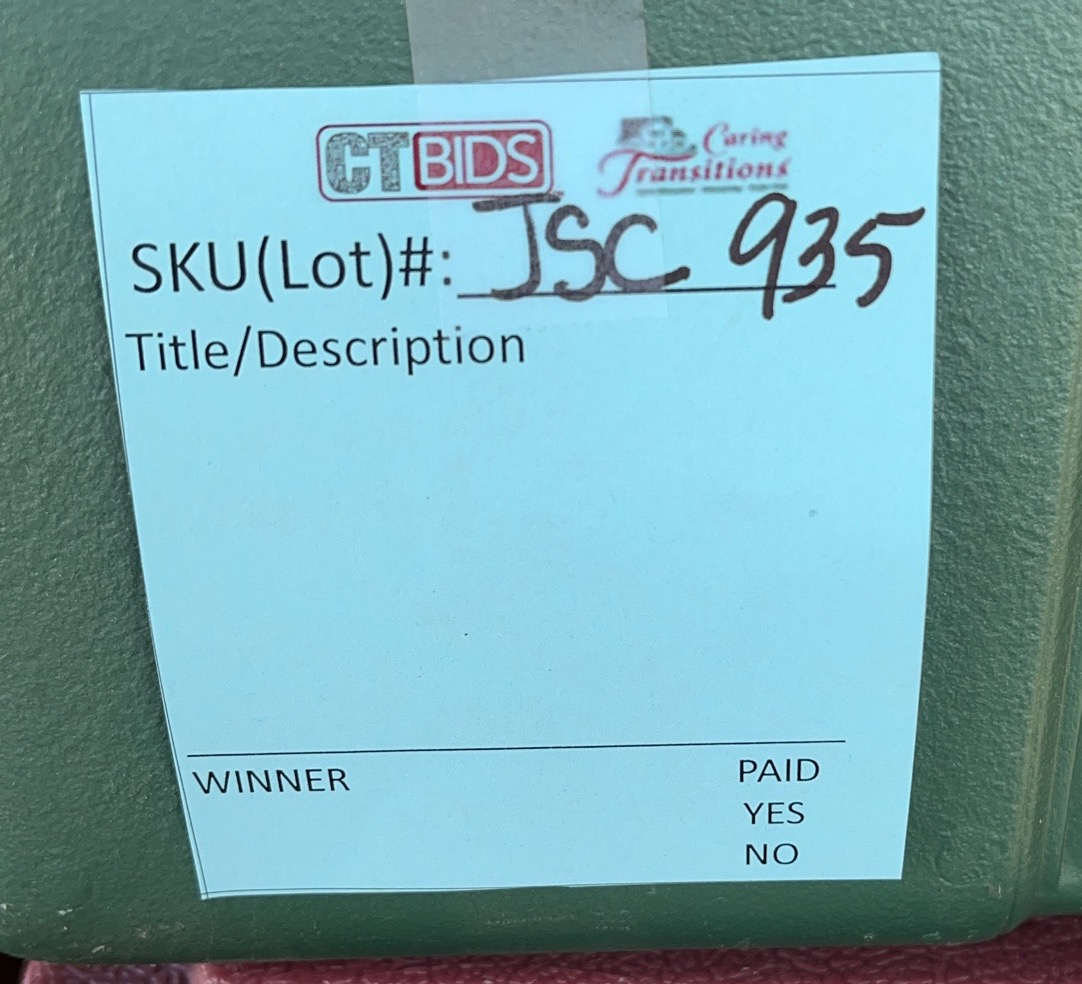 CTBIDS
Caring
Transitions
SKU(Lot)#: JSC 935
Title/Description
WINNER
PAID
YES
NO